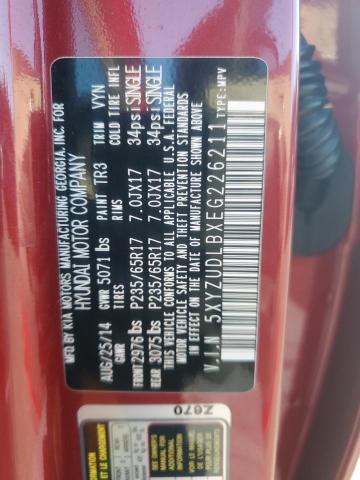 MFG. BY KIA MOTORS MANUFACTURING GEORGIA, INC. FOR
HYUNDAI MOTOR COMPANY
AUG/25/14 GVWR 5071 lbs PAINT TR3 TRIM VYN
GAWR TIRES RIMS COLD TIRE INFL
FRONT 2976 lbs P235/65R17 7.0JX17 34psi SINGLE
REAR 3075 lbs P235/65R17 7.0JX17 34psi SINGLE
THIS VEHICLE CONFORMS TO ALL APPLICABLE U.S.A. FEDERAL
MOTOR VEHICLE SAFETY AND THEFT PREVENTION STANDARDS
IN EFFECT ON THE DATE OF MANUFACTURE SHOWN ABOVE.
V.I.N 5XYZUDLBXEG226211 TYPE:MPV
Z670